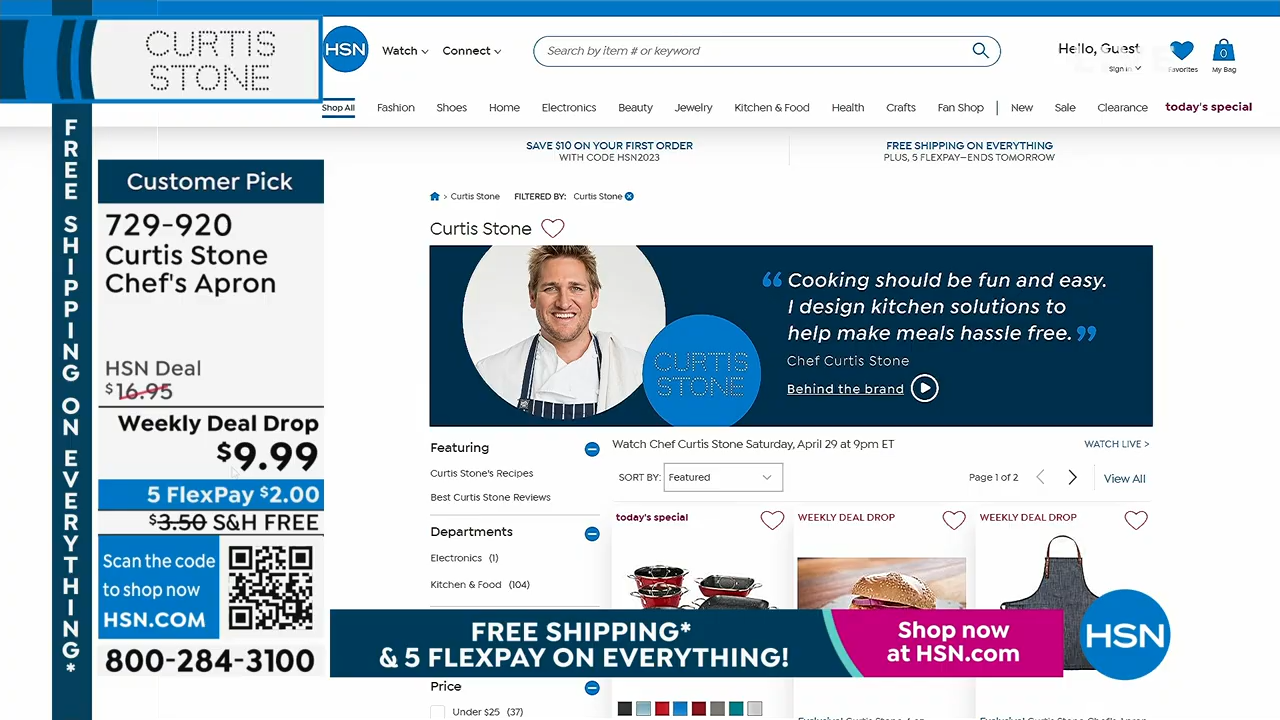 CURTIS
STONE
FREE SHIPPING ON EVERYTHING!*
Customer Pick
729-920
Curtis Stone
Chef's Apron
HSN Deal
$16.95
Weekly Deal Drop
$9.99
5 FlexPay $2.00
$3.50 S&H FREE
Scan the code
to shop now
HSN.COM
800-284-3100
HSN
Watch
Connect
Search by item # or keyword
Hello, Guest
Sign in
Favorites
0
My Bag
Shop All
Fashion
Shoes
Home
Electronics
Beauty
Jewelry
Kitchen & Food
Health
Crafts
Fan Shop
New
Sale
Clearance
today's special
SAVE $10 ON YOUR FIRST ORDER
WITH CODE HSN2023
FREE SHIPPING ON EVERYTHING
PLUS, 5 FLEXPAY—ENDS TOMORROW
> Curtis Stone FILTERED BY: Curtis Stone
Curtis Stone
CURTIS
STONE
“ Cooking should be fun and easy.
I design kitchen solutions to
help make meals hassle free. ”
Chef Curtis Stone
Behind the brand
Featuring
Curtis Stone's Recipes
Best Curtis Stone Reviews
Departments
Electronics (1)
Kitchen & Food (104)
Price
Under $25 (37)
Watch Chef Curtis Stone Saturday, April 29 at 9pm ET
WATCH LIVE >
SORT BY: Featured
Page 1 of 2
View All
today's special
WEEKLY DEAL DROP
WEEKLY DEAL DROP
FREE SHIPPING*
& 5 FLEXPAY ON EVERYTHING!
Shop now
at HSN.com
HSN